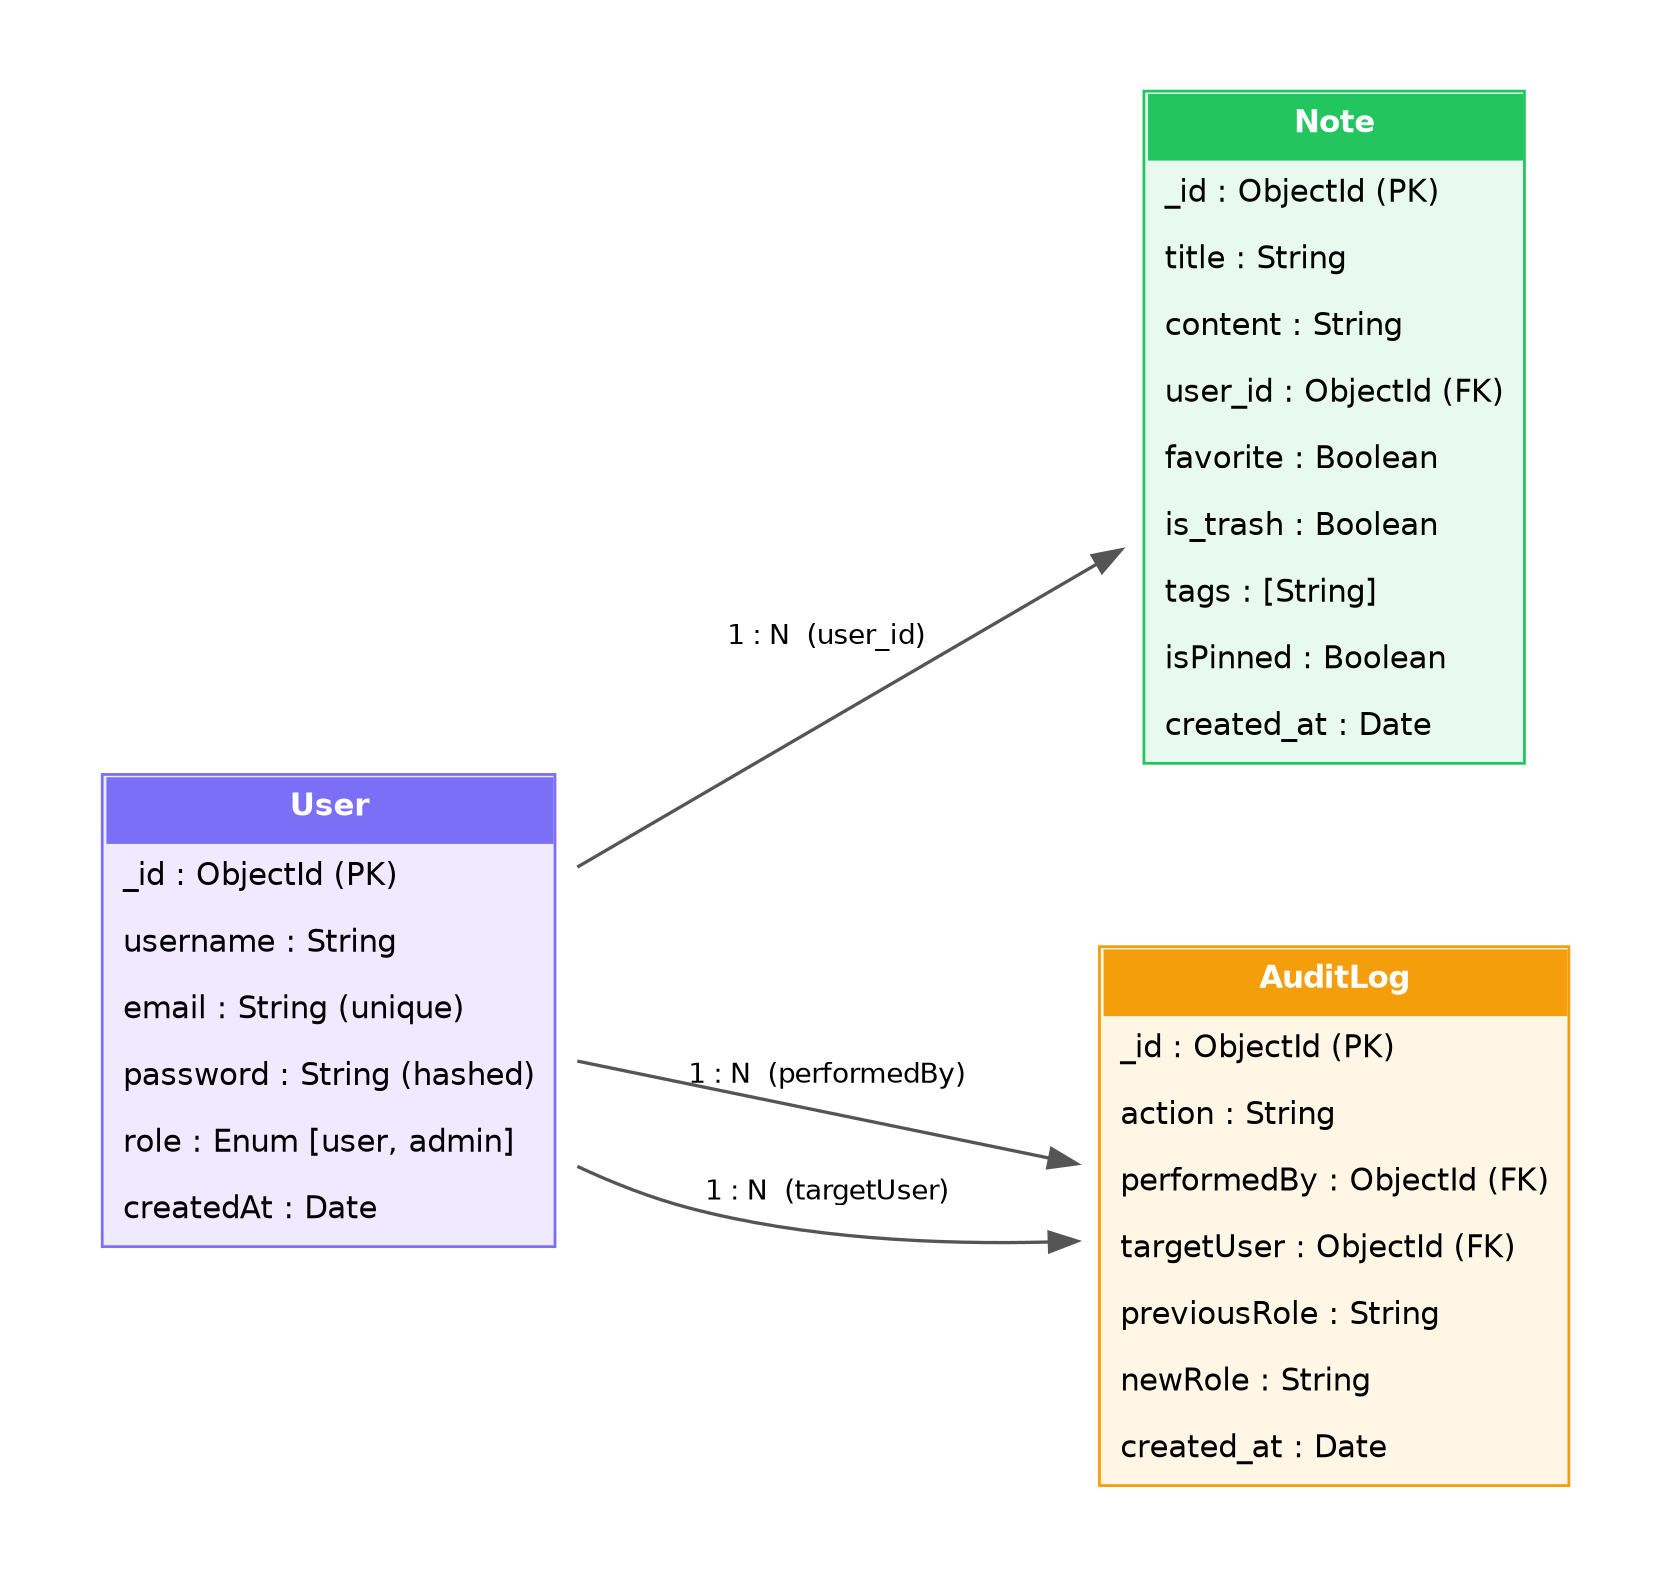 Note
_id : ObjectId (PK)
title : String
content : String
user_id : ObjectId (FK)
favorite : Boolean
is_trash : Boolean
tags : [String]
isPinned : Boolean
created_at : Date
1 : N  (user_id)
User
_id : ObjectId (PK)
username : String
email : String (unique)
password : String (hashed)
role : Enum [user, admin]
createdAt : Date
1 : N  (performedBy)
1 : N  (targetUser)
AuditLog
_id : ObjectId (PK)
action : String
performedBy : ObjectId (FK)
targetUser : ObjectId (FK)
previousRole : String
newRole : String
created_at : Date